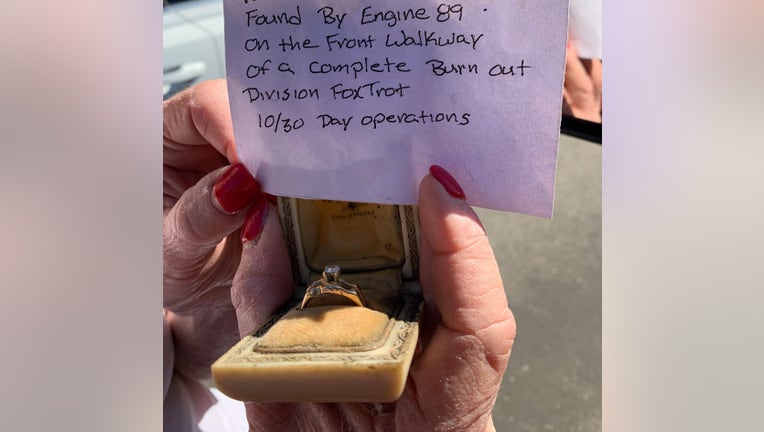 Found By Engine 89.
on the Front Walkway
of a complete Burn out
Division FoxTrot
10/30 Day operations